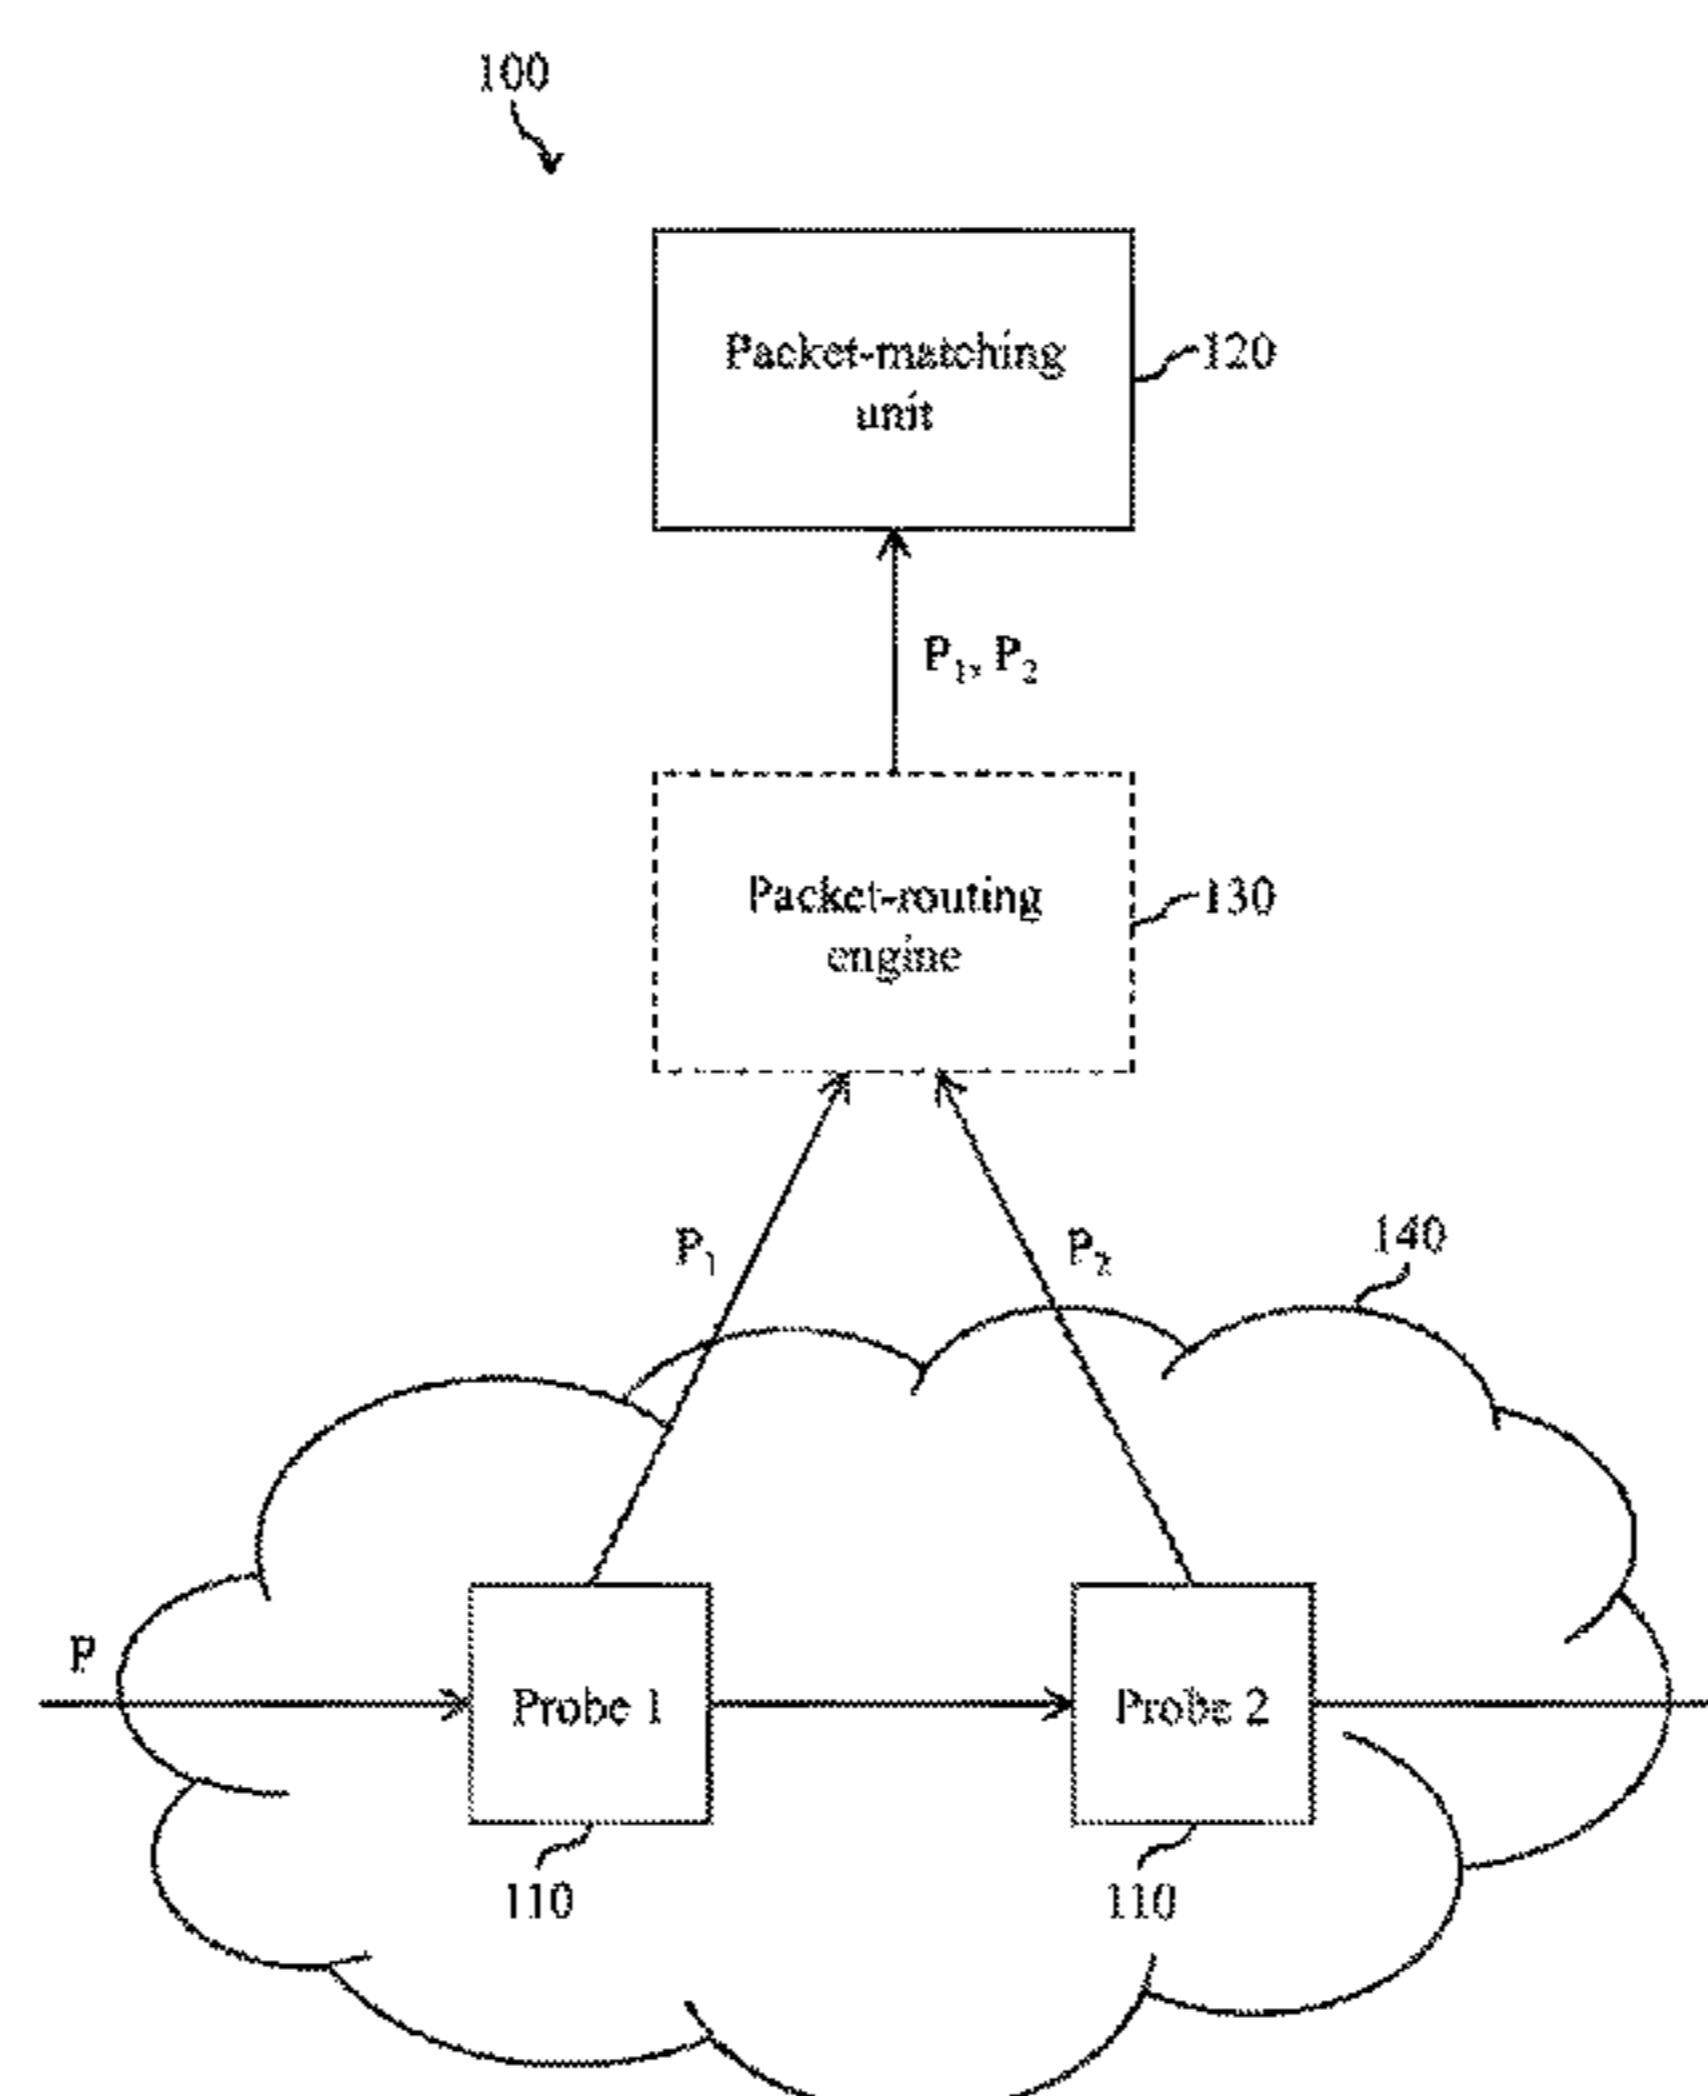 100
Packet-matching
unit
120
P1, P2
Packet-routing
engine
130
P1
P2
140
P
Probe 1
Probe 2
110
110